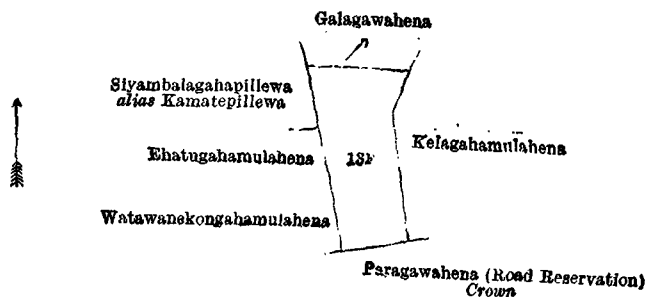 Galagawahena
Siyambalagahapillewa
alias Kamatepillewa
Ehatugahamulahena
Kelagahamulahena
Watawanekongahamulahena
Paragawahena (Road Reservation)
Crown